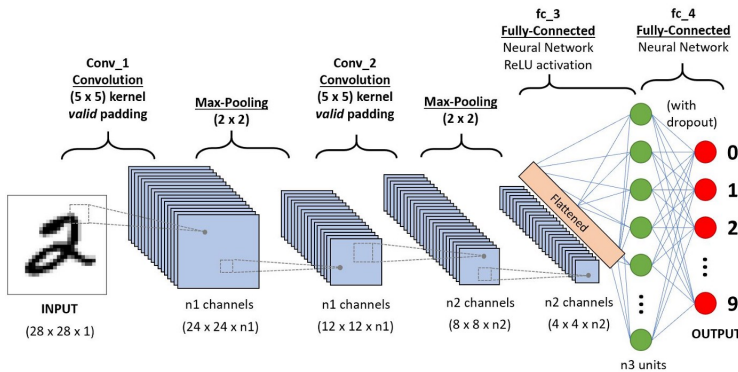 fc_3
Fully-Connected
Neural Network
ReLU activation
fc_4
Fully-Connected
Neural Network
Conv_1
Convolution
(5 x 5) kernel
valid padding
Max-Pooling
(2 x 2)
Conv_2
Convolution
(5 x 5) kernel
valid padding
Max-Pooling
(2 x 2)
(with
dropout)
2
Flattened
0
1
2
9
INPUT
(28 x 28 x 1)
n1 channels
(24 x 24 x n1)
n1 channels
(12 x 12 x n1)
n2 channels
(8 x 8 x n2)
n2 channels
(4 x 4 x n2)
OUTPUT
n3 units